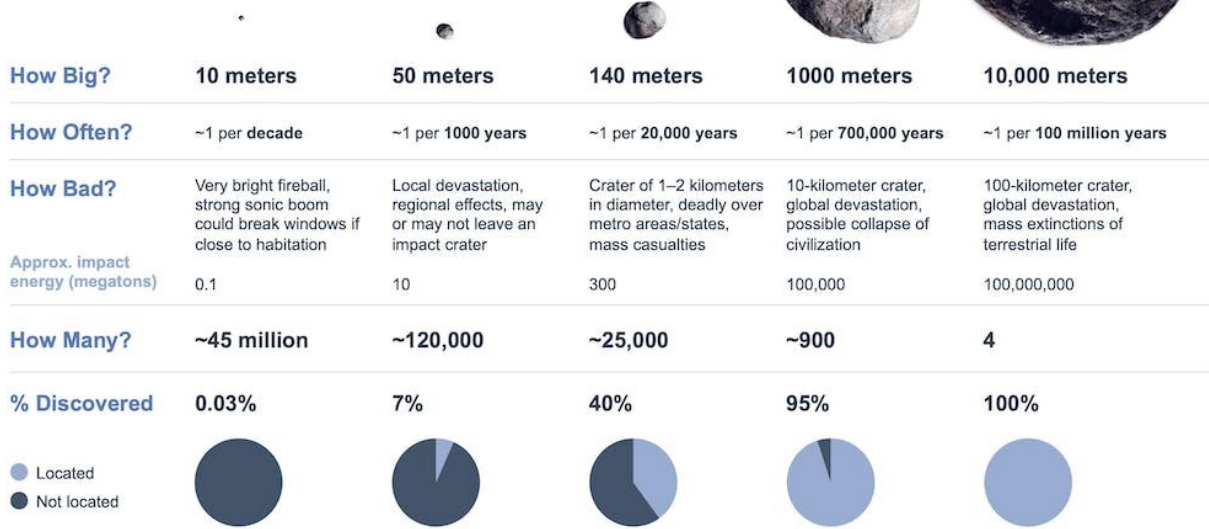 How Big?
10 meters
50 meters
140 meters
1000 meters
10,000 meters
How Often?
~1 per decade
~1 per 1000 years
~1 per 20,000 years
~1 per 700,000 years
~1 per 100 million years
How Bad?
Very bright fireball,
strong sonic boom
could break windows if
close to habitation
Local devastation,
regional effects, may
or may not leave an
impact crater
Crater of 1–2 kilometers
in diameter, deadly over
metro areas/states,
mass casualties
10-kilometer crater,
global devastation,
possible collapse of
civilization
100-kilometer crater,
global devastation,
mass extinctions of
terrestrial life
Approx. impact
energy (megatons)
0.1
10
300
100,000
100,000,000
How Many?
~45 million
~120,000
~25,000
~900
4
% Discovered
0.03%
7%
40%
95%
100%
Located
Not located